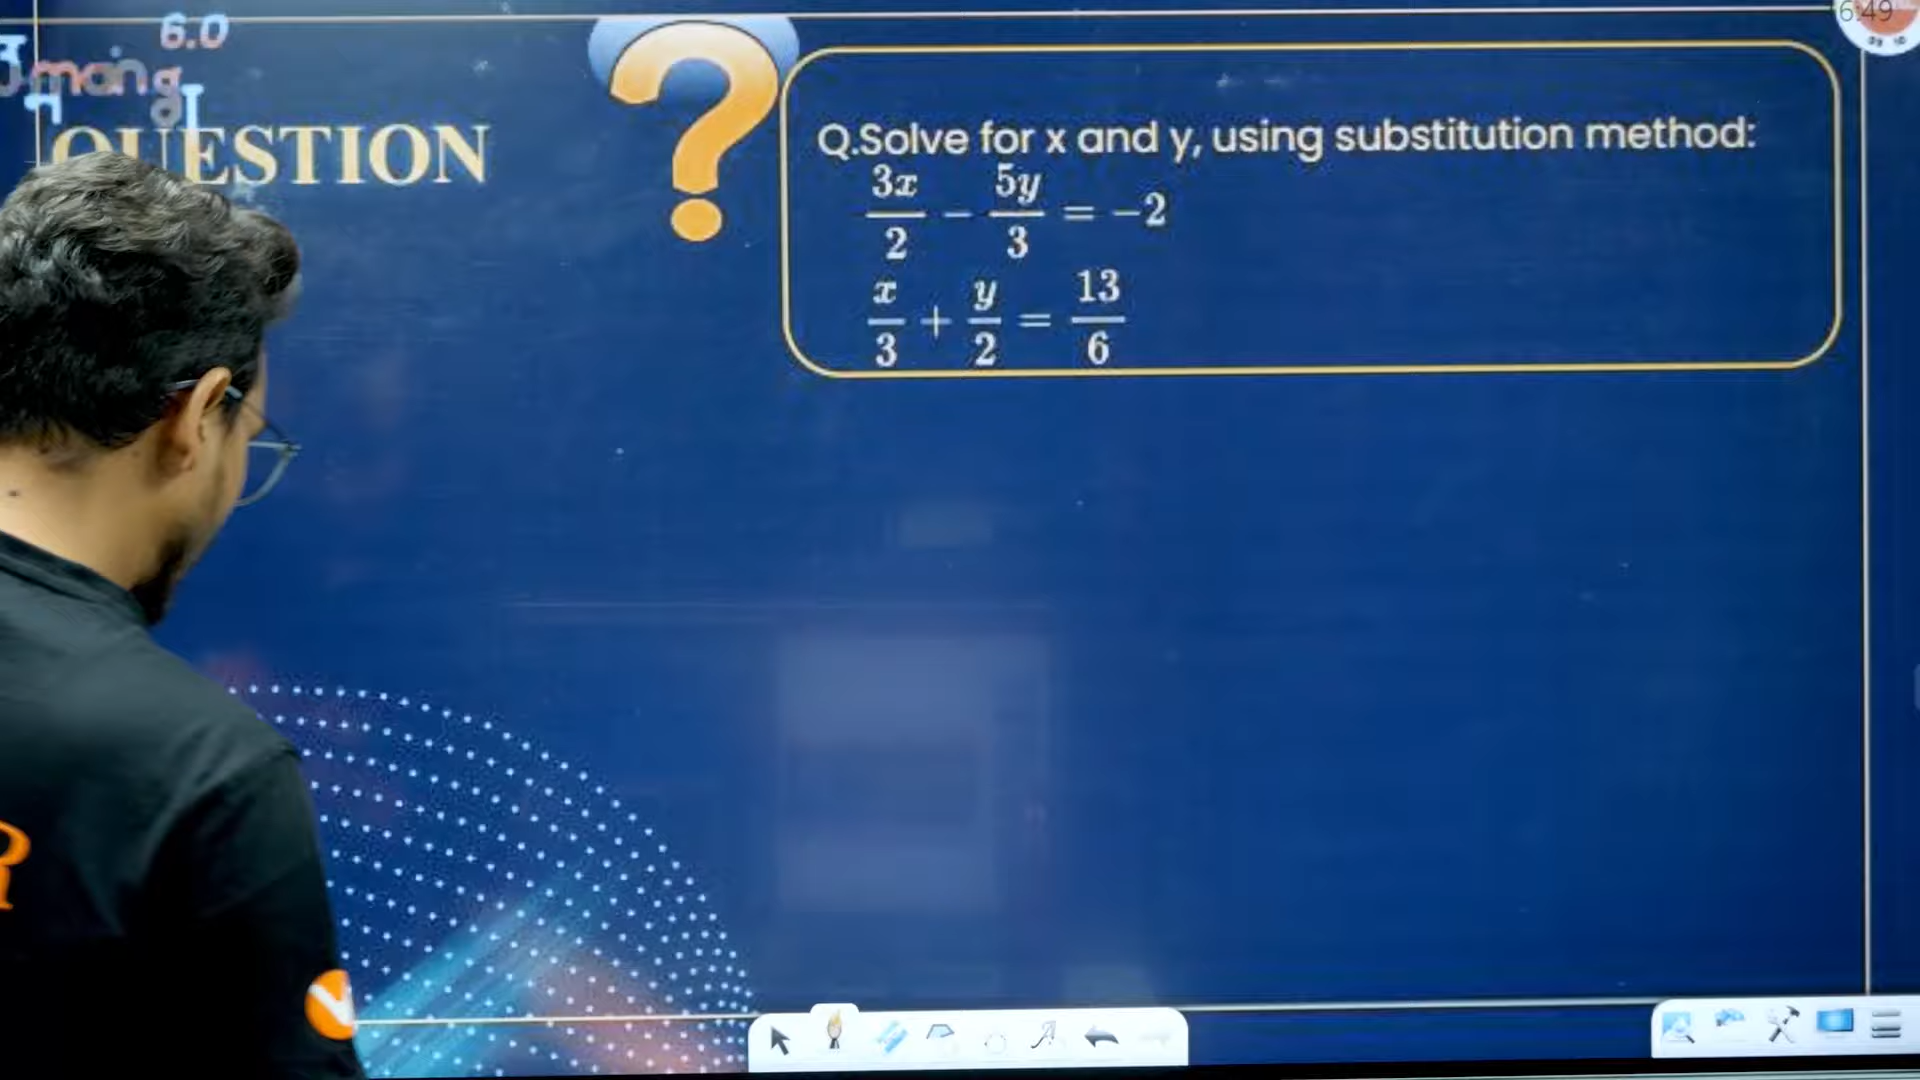 6.0
Umang
QUESTION
Q.Solve for x and y, using substitution method:
3x/2 − 5y/3 = −2
x/3 + y/2 = 13/6
6:49